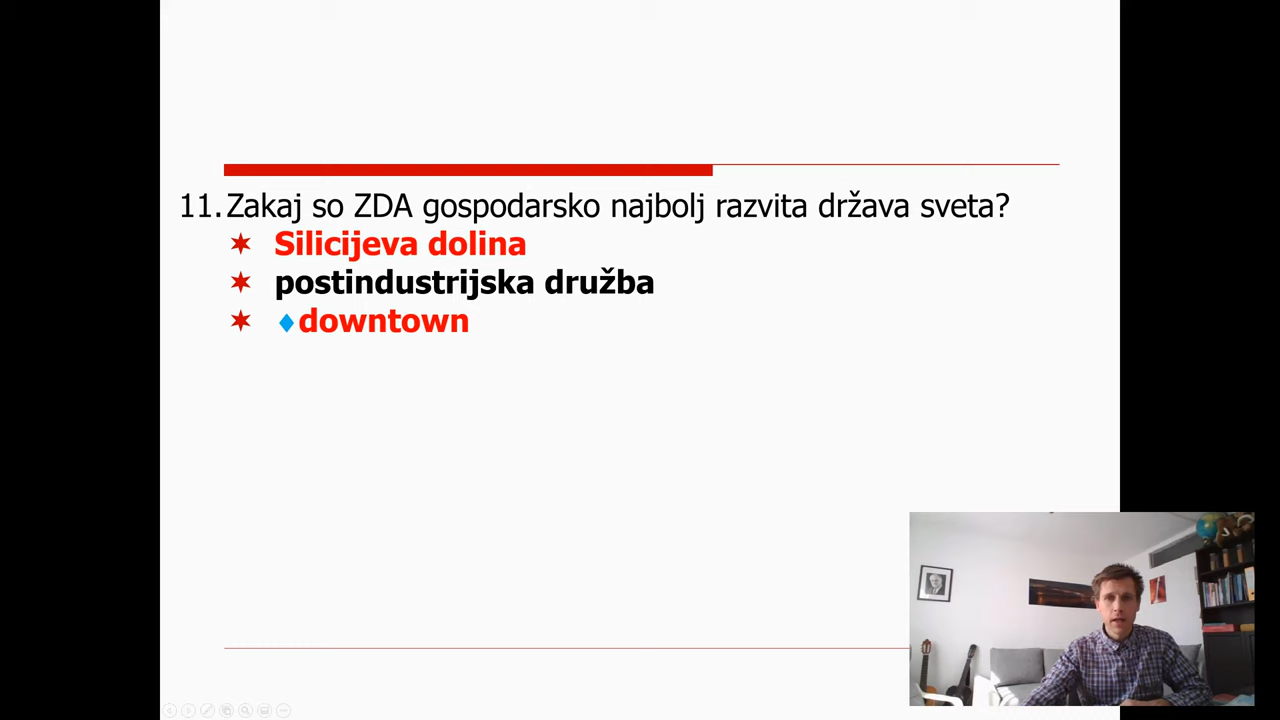 11. Zakaj so ZDA gospodarsko najbolj razvita država sveta?
Silicijeva dolina
postindustrijska družba
downtown